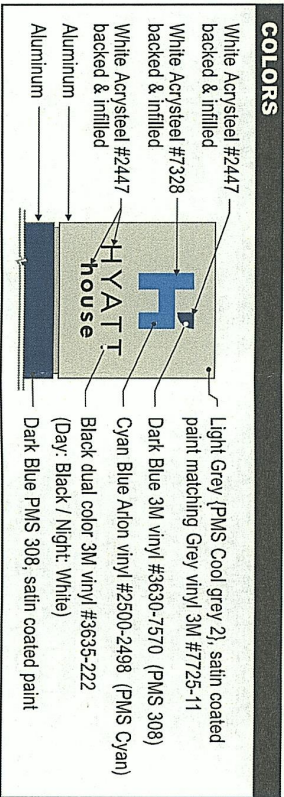 COLORS
White Acrysteel #2447
backed & infilled
White Acrysteel #7328
backed & infilled
White Acrysteel #2447
backed & infilled
Aluminum
Aluminum
HYATT
house
Light Grey (PMS Cool grey 2), satin coated
paint matching Grey vinyl 3M #7725-11
Dark Blue 3M vinyl #3630-7570 (PMS 308)
Cyan Blue Arlon vinyl #2500-2498 (PMS Cyan)
Black dual color 3M vinyl #3635-222
(Day: Black / Night: White)
Dark Blue PMS 308, satin coated paint